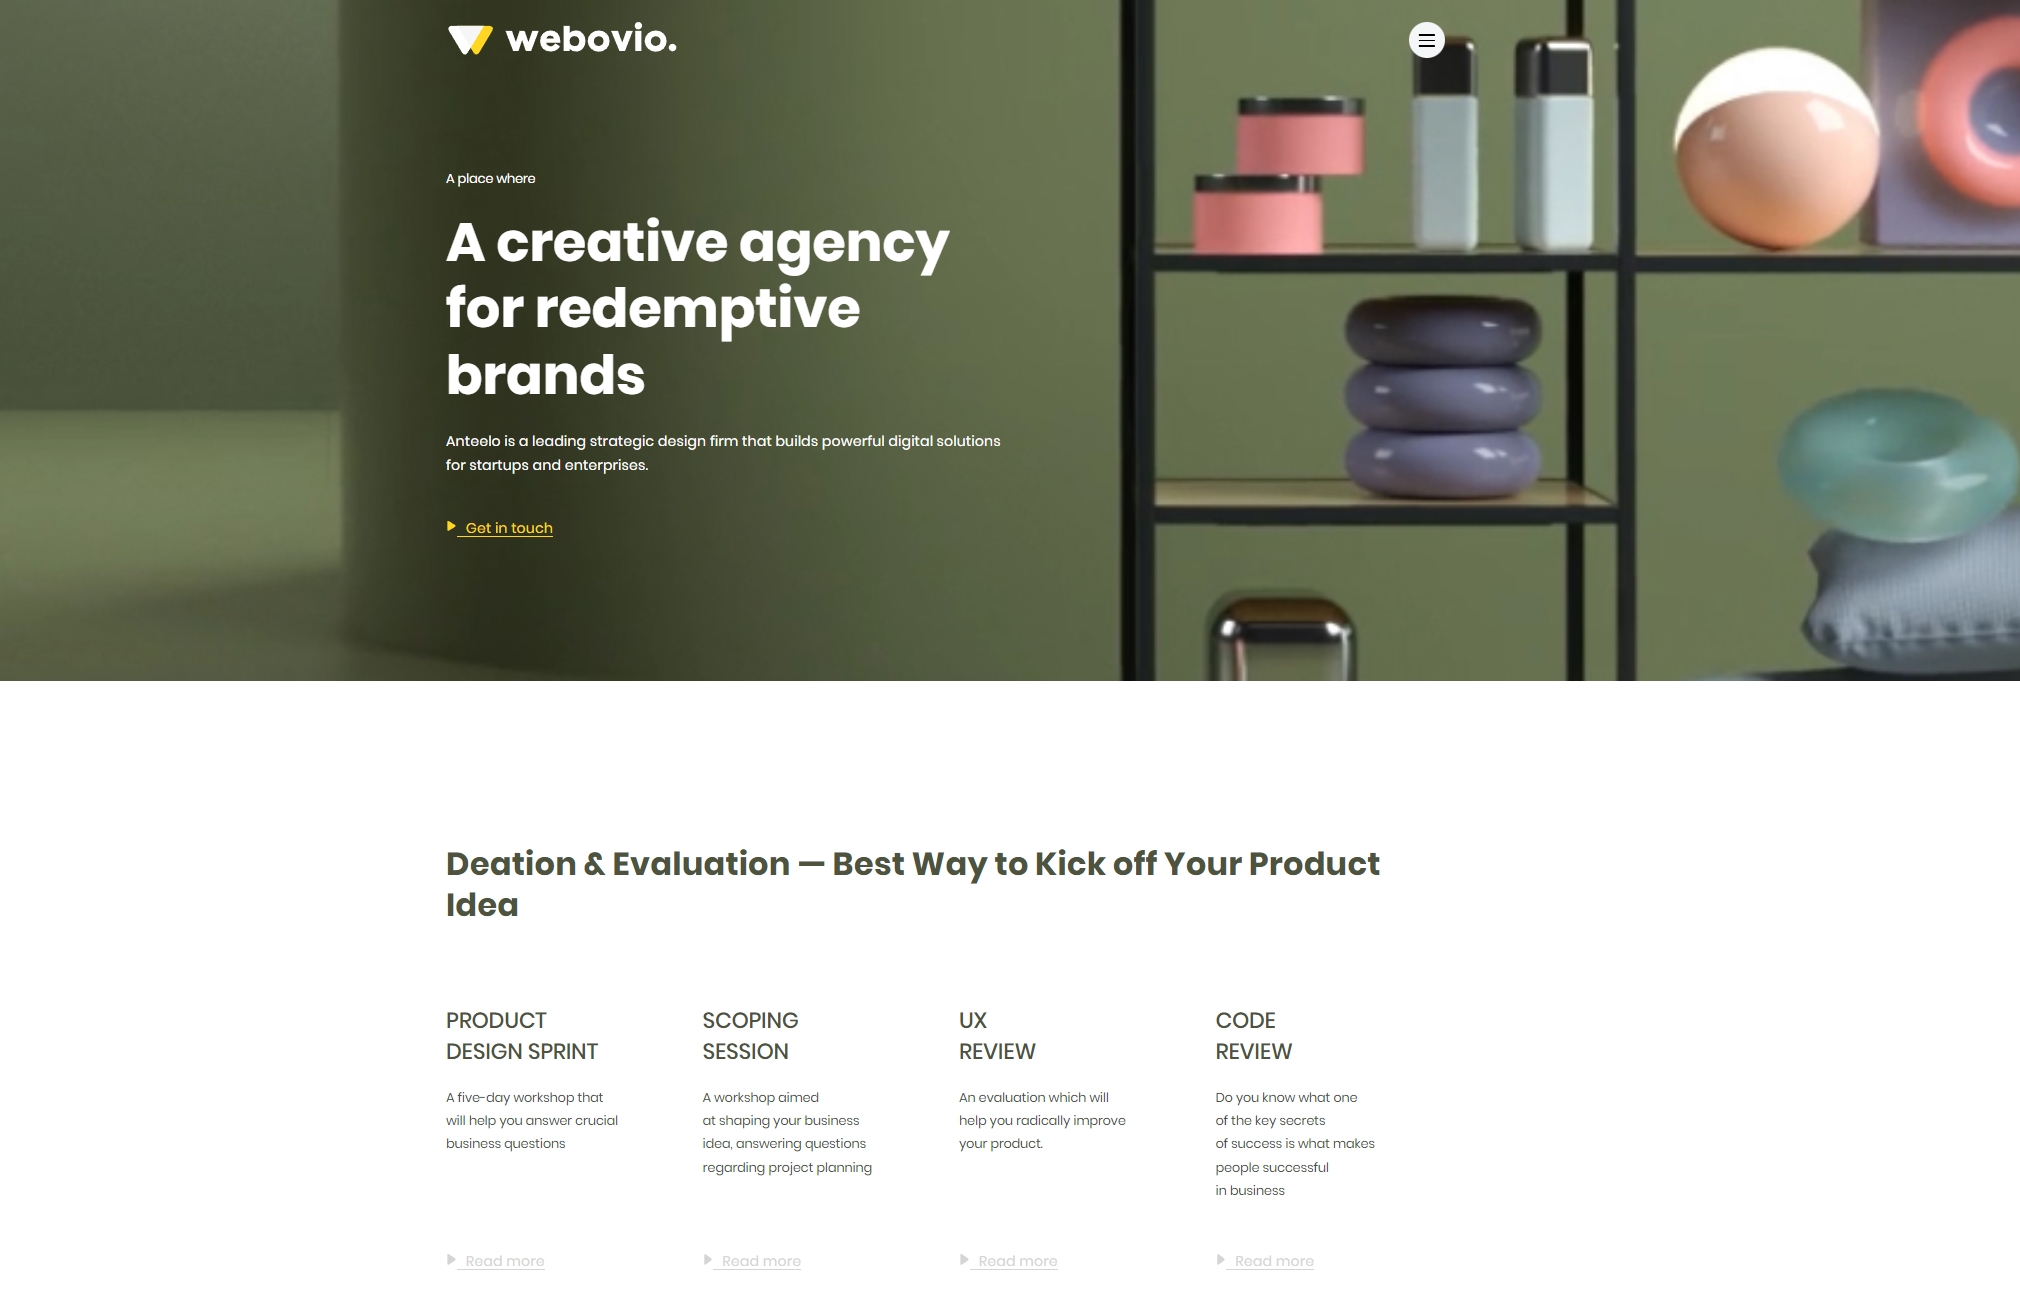 webovio.
A place where
A creative agency
for redemptive
brands
Anteelo is a leading strategic design firm that builds powerful digital solutions
for startups and enterprises.
Get in touch
Deation & Evaluation — Best Way to Kick off Your Product
Idea
PRODUCT
DESIGN SPRINT
A five-day workshop that
will help you answer crucial
business questions
Read more
SCOPING
SESSION
A workshop aimed
at shaping your business
idea, answering questions
regarding project planning
Read more
UX
REVIEW
An evaluation which will
help you radically improve
your product.
Read more
CODE
REVIEW
Do you know what one
of the key secrets
of success is what makes
people successful
in business
Read more